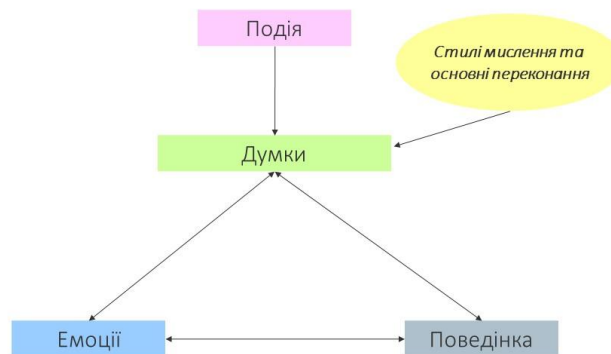 Подія
Стилі мислення та
основні переконання
Думки
Емоції
Поведінка